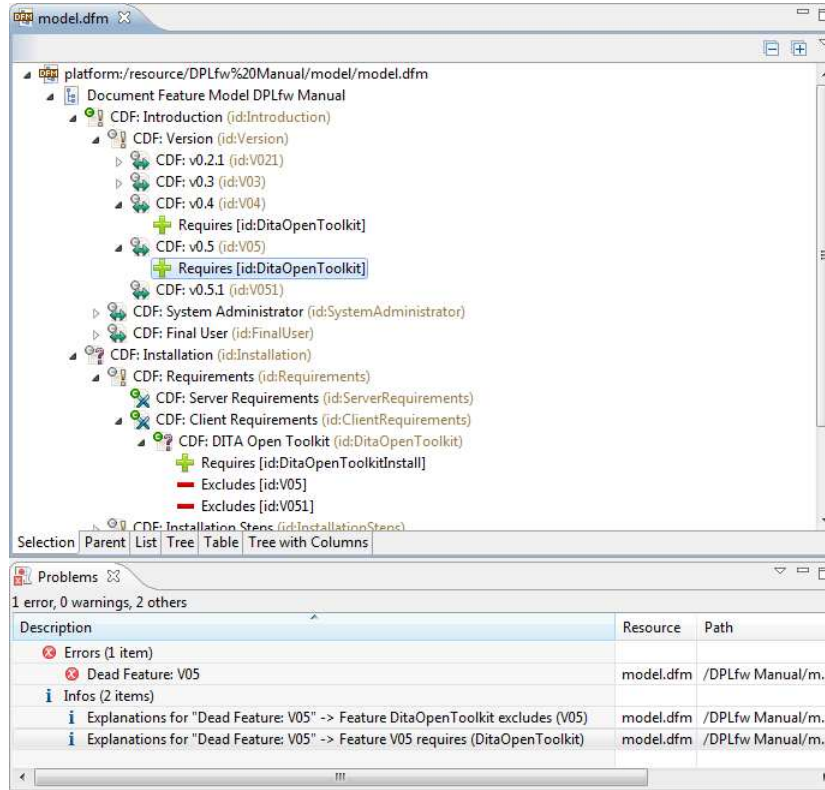 model.dfm
platform:/resource/DPLfw%20Manual/model/model.dfm
Document Feature Model DPLfw Manual
CDF: Introduction (id:Introduction)
CDF: Version (id:Version)
CDF: v0.2.1 (id:V021)
CDF: v0.3 (id:V03)
CDF: v0.4 (id:V04)
Requires [id:DitaOpenToolkit]
CDF: v0.5 (id:V05)
Requires [id:DitaOpenToolkit]
CDF: v0.5.1 (id:V051)
CDF: System Administrator (id:SystemAdministrator)
CDF: Final User (id:FinalUser)
CDF: Installation (id:Installation)
CDF: Requirements (id:Requirements)
CDF: Server Requirements (id:ServerRequirements)
CDF: Client Requirements (id:ClientRequirements)
CDF: DITA Open Toolkit (id:DitaOpenToolkit)
Requires [id:DitaOpenToolkitInstall]
Excludes [id:V05]
Excludes [id:V051]
CDF: Installation Steps (id:InstallationSteps)
Selection Parent List Tree Table Tree with Columns
Problems
1 error, 0 warnings, 2 others
Description Resource Path
Errors (1 item)
Dead Feature: V05 model.dfm /DPLfw Manual/m..
Infos (2 items)
Explanations for "Dead Feature: V05" -> Feature DitaOpenToolkit excludes (V05) model.dfm /DPLfw Manual/m..
Explanations for "Dead Feature: V05" -> Feature V05 requires (DitaOpenToolkit) model.dfm /DPLfw Manual/m..